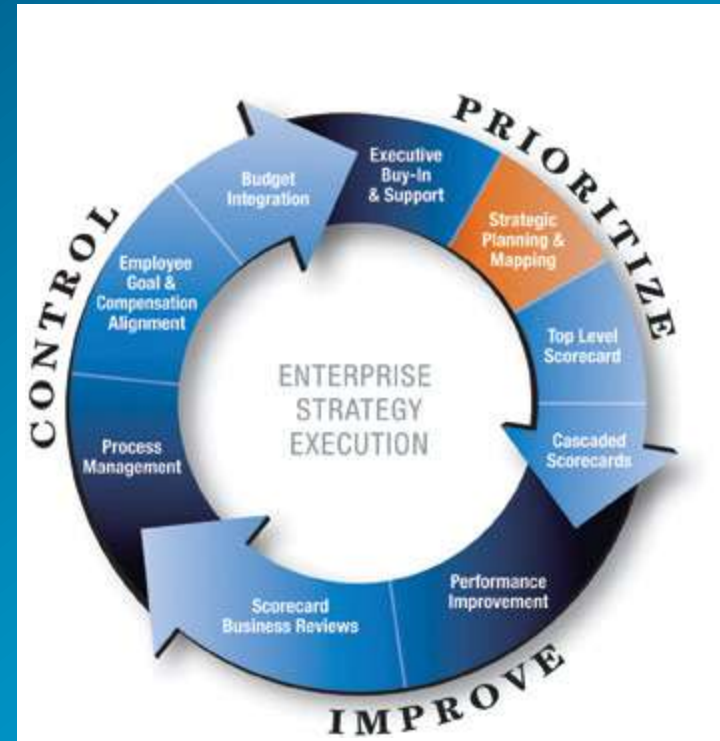 PRIORITIZE
Executive
Buy-In
& Support
Strategic
Planning &
Mapping
Top Level
Scorecard
Cascaded
Scorecards
IMPROVE
Performance
Improvement
Scorecard
Business Reviews
CONTROL
Process
Management
Employee
Goal &
Compensation
Alignment
Budget
Integration
ENTERPRISE
STRATEGY
EXECUTION